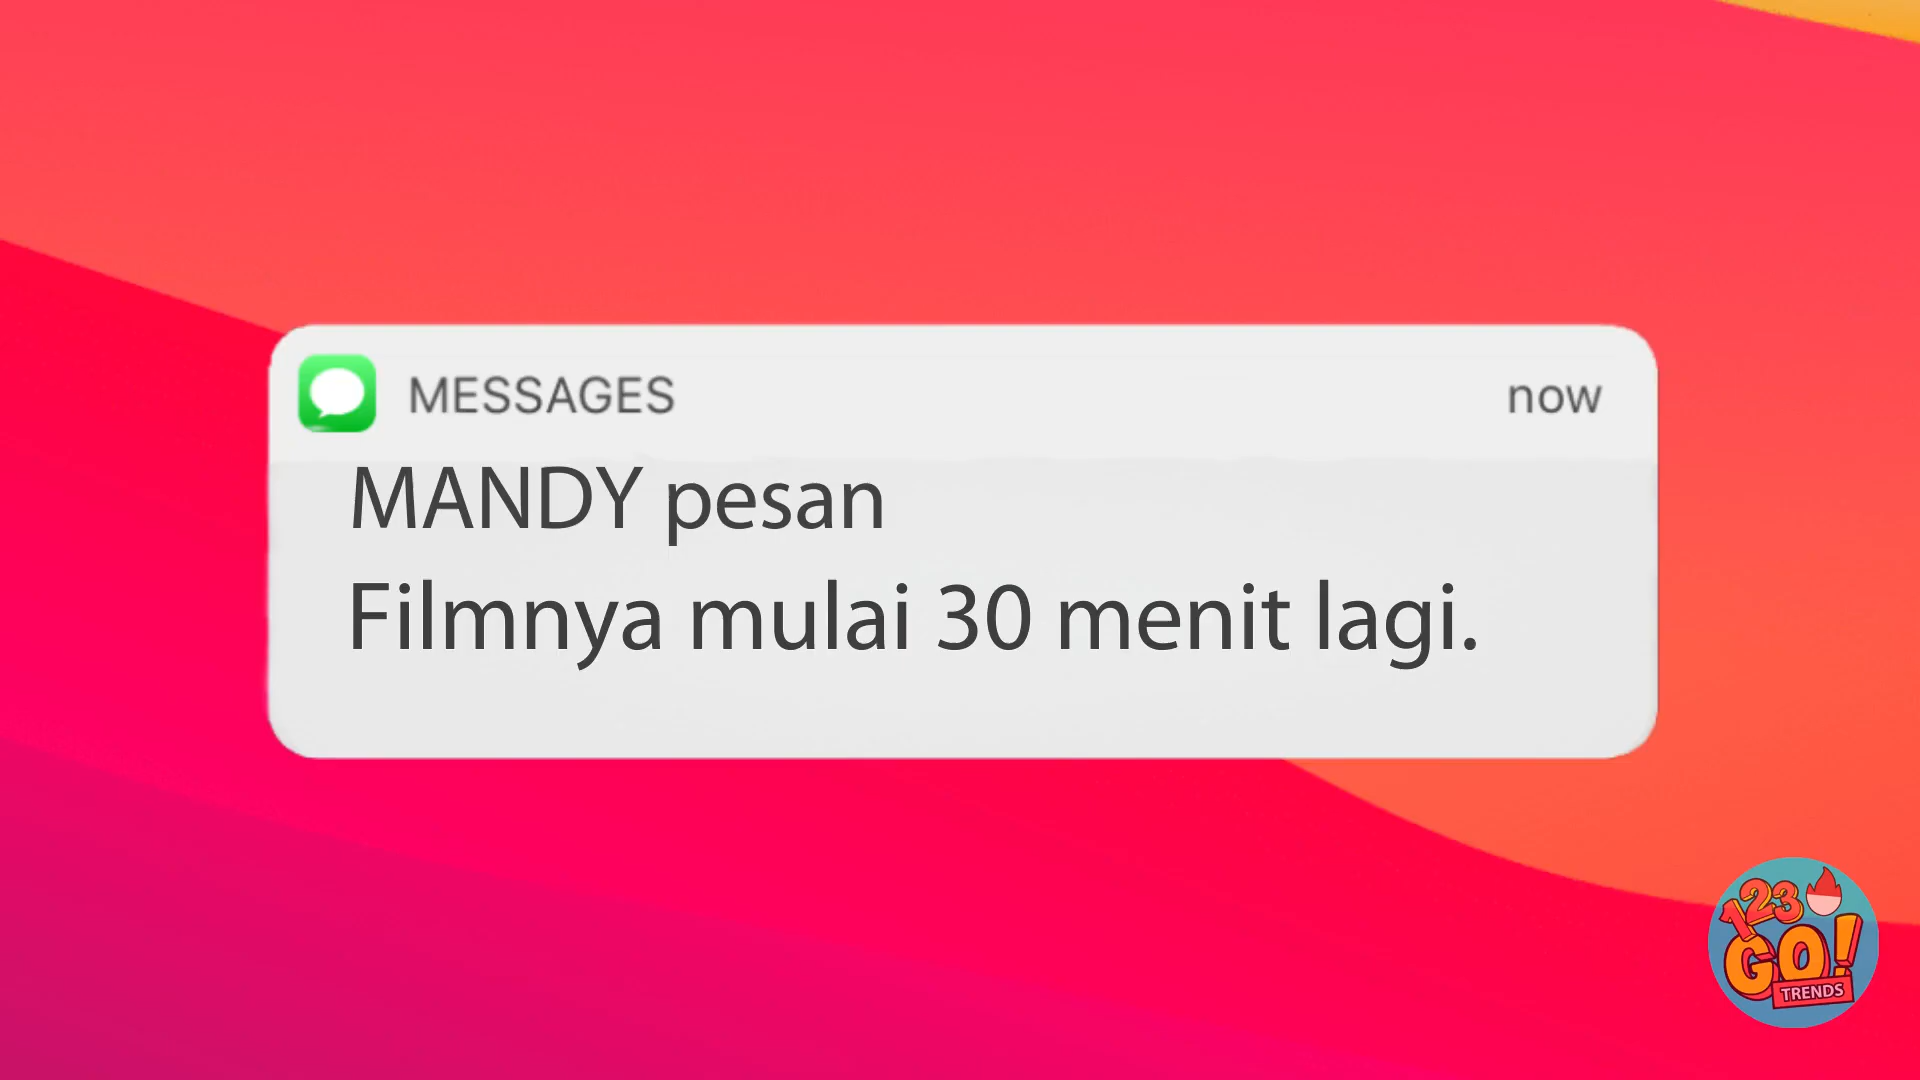 MESSAGES now
MANDY pesan
Filmnya mulai 30 menit lagi.
123
GO!
TRENDS